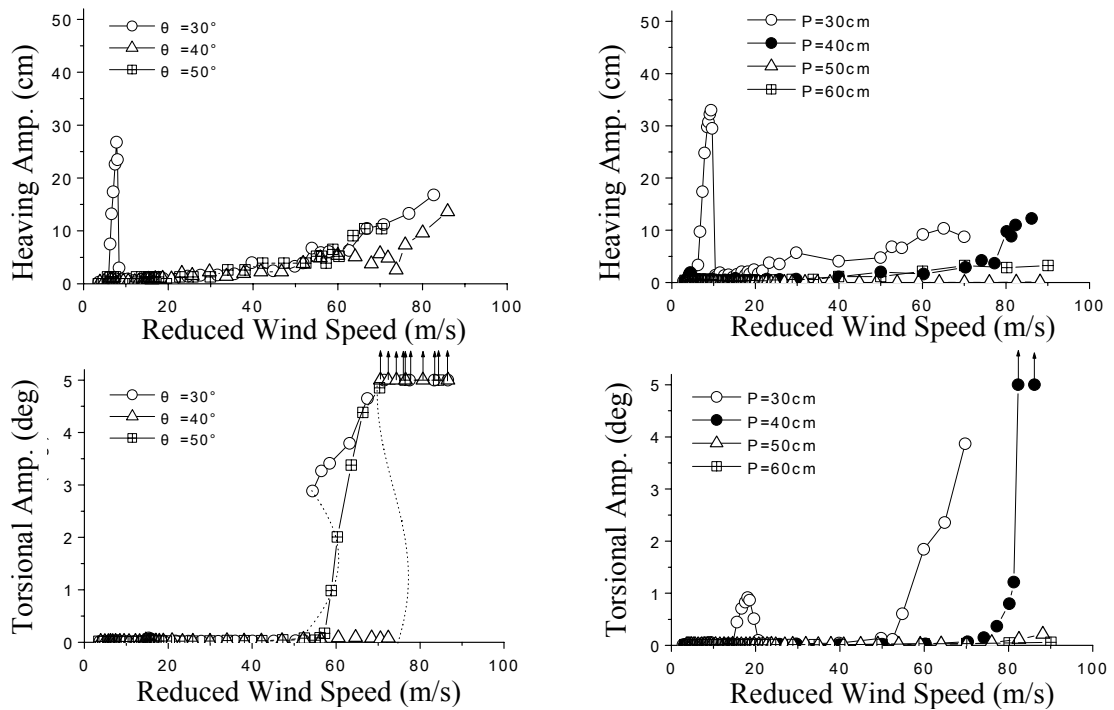 Heaving Amp. (cm)
50
40
30
20
10
0
θ =30°
θ =40°
θ =50°
0 20 40 60 80 100
Reduced Wind Speed (m/s)
Heaving Amp. (cm)
50
40
30
20
10
0
P=30cm
P=40cm
P=50cm
P=60cm
0 20 40 60 80 100
Reduced Wind Speed (m/s)
Torsional Amp. (deg)
5
4
3
2
1
0
θ =30°
θ =40°
θ =50°
0 20 40 60 80 100
Reduced Wind Speed (m/s)
Torsional Amp. (deg)
5
4
3
2
1
0
P=30cm
P=40cm
P=50cm
P=60cm
0 20 40 60 80 100
Reduced Wind Speed (m/s)